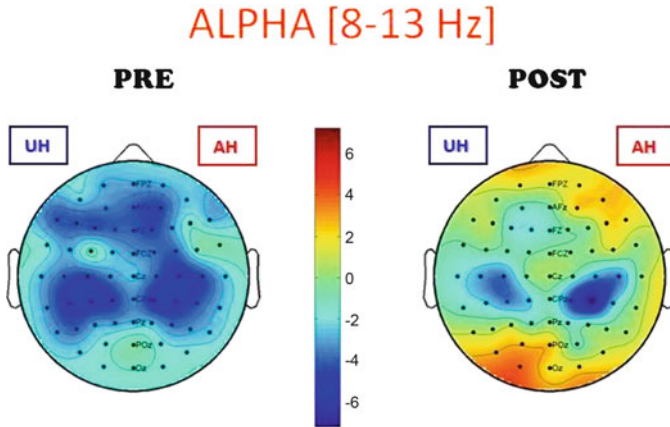 ALPHA [8-13 Hz]
PRE
POST
UH
AH
UH
AH
6
4
2
0
-2
-4
-6
FPZ
FCZ
Cz
CPz
Pz
POz
Oz
FPZ
AFz
FZ
FCZ
Cz
CPz
Pz
POz
Oz